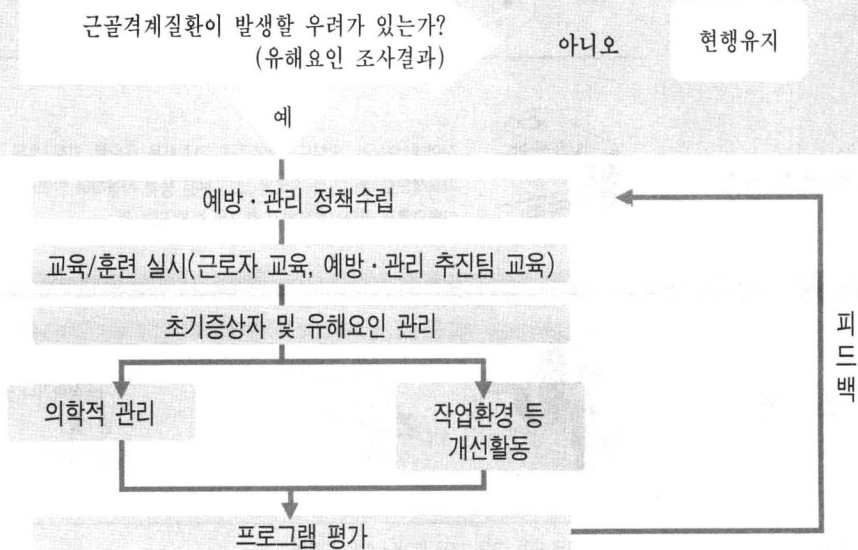 근골격계질환이 발생할 우려가 있는가?
(유해요인 조사결과)
아니오
현행유지
예
예방·관리 정책수립
교육/훈련 실시(근로자 교육, 예방·관리 추진팀 교육)
초기증상자 및 유해요인 관리
의학적 관리
작업환경 등
개선활동
프로그램 평가
피드백